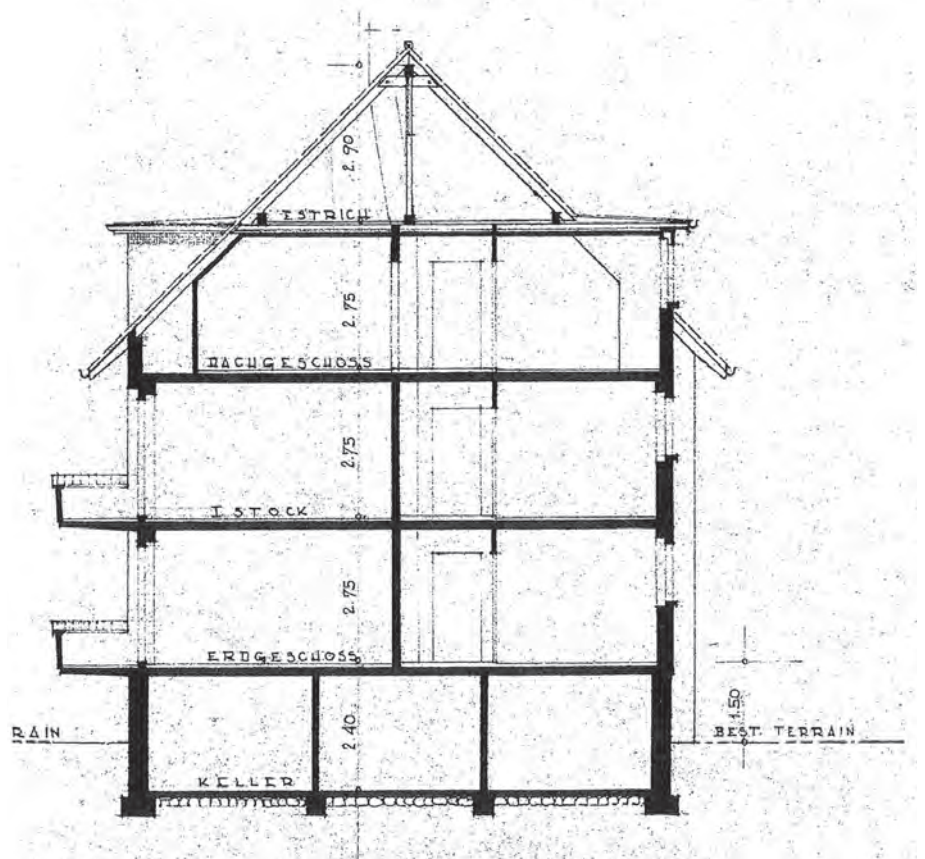 2.90
ESTRICH
2.75
DACHGESCHOSS
2.75
I STOCK
2.75
ERDGESCHOSS
1.50
2.40
RAIN
BEST. TERRAIN
KELLER